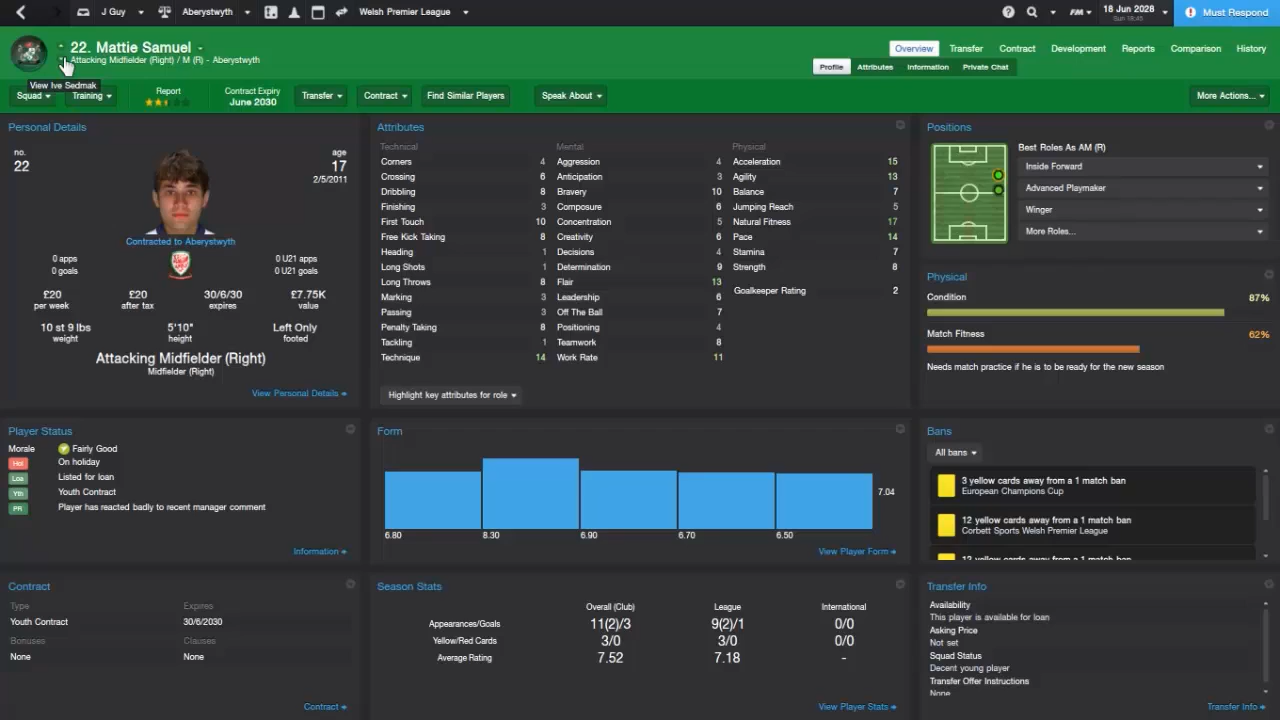 J Guy
Aberystwyth
Welsh Premier League
FM
18 Jun 2028
Sun 18:45
Must Respond
22. Mattie Samuel
Attacking Midfielder (Right) / M (R) - Aberystwyth
View Ive Sedmak
Overview Transfer Contract Development Reports Comparison History
Profile Attributes Information Private Chat
Squad
Training
Report
Contract Expiry
June 2030
Transfer
Contract
Find Similar Players
Speak About
More Actions...
Personal Details
no.
22
age
17
2/5/2011
Contracted to Aberystwyth
0 apps
0 goals
0 U21 apps
0 U21 goals
£20
per week
£20
after tax
30/6/30
expires
£7.75K
value
10 st 9 lbs
weight
5'10"
height
Left Only
footed
Attacking Midfielder (Right)
Midfielder (Right)
View Personal Details
Attributes
Technical Mental Physical
Corners 4 Aggression 4 Acceleration 15
Crossing 6 Anticipation 3 Agility 13
Dribbling 8 Bravery 10 Balance 7
Finishing 3 Composure 6 Jumping Reach 5
First Touch 10 Concentration 5 Natural Fitness 17
Free Kick Taking 8 Creativity 6 Pace 14
Heading 1 Decisions 4 Stamina 7
Long Shots 1 Determination 9 Strength 8
Long Throws 8 Flair 13 Goalkeeper Rating 2
Marking 3 Leadership 6
Passing 3 Off The Ball 7
Penalty Taking 8 Positioning 4
Tackling 1 Teamwork 8
Technique 14 Work Rate 11
Highlight key attributes for role
Positions
Best Roles As AM (R)
Inside Forward
Advanced Playmaker
Winger
More Roles...
Physical
Condition 87%
Match Fitness 62%
Needs match practice if he is to be ready for the new season
Player Status
Morale Fairly Good
Hol On holiday
Loa Listed for loan
Yth Youth Contract
PR Player has reacted badly to recent manager comment
Information
Form
7.04
6.80 8.30 6.90 6.70 6.50
View Player Form
Bans
All bans
3 yellow cards away from a 1 match ban
European Champions Cup
12 yellow cards away from a 1 match ban
Corbett Sports Welsh Premier League
12 yellow cards away from a 1 match ban
Contract
Type Expires
Youth Contract 30/6/2030
Bonuses Clauses
None None
Contract
Season Stats
Overall (Club) League International
Appearances/Goals 11(2)/3 9(2)/1 0/0
Yellow/Red Cards 3/0 3/0 0/0
Average Rating 7.52 7.18 -
View Player Stats
Transfer Info
Availability
This player is available for loan
Asking Price
Not set
Squad Status
Decent young player
Transfer Offer Instructions
None
Transfer Info